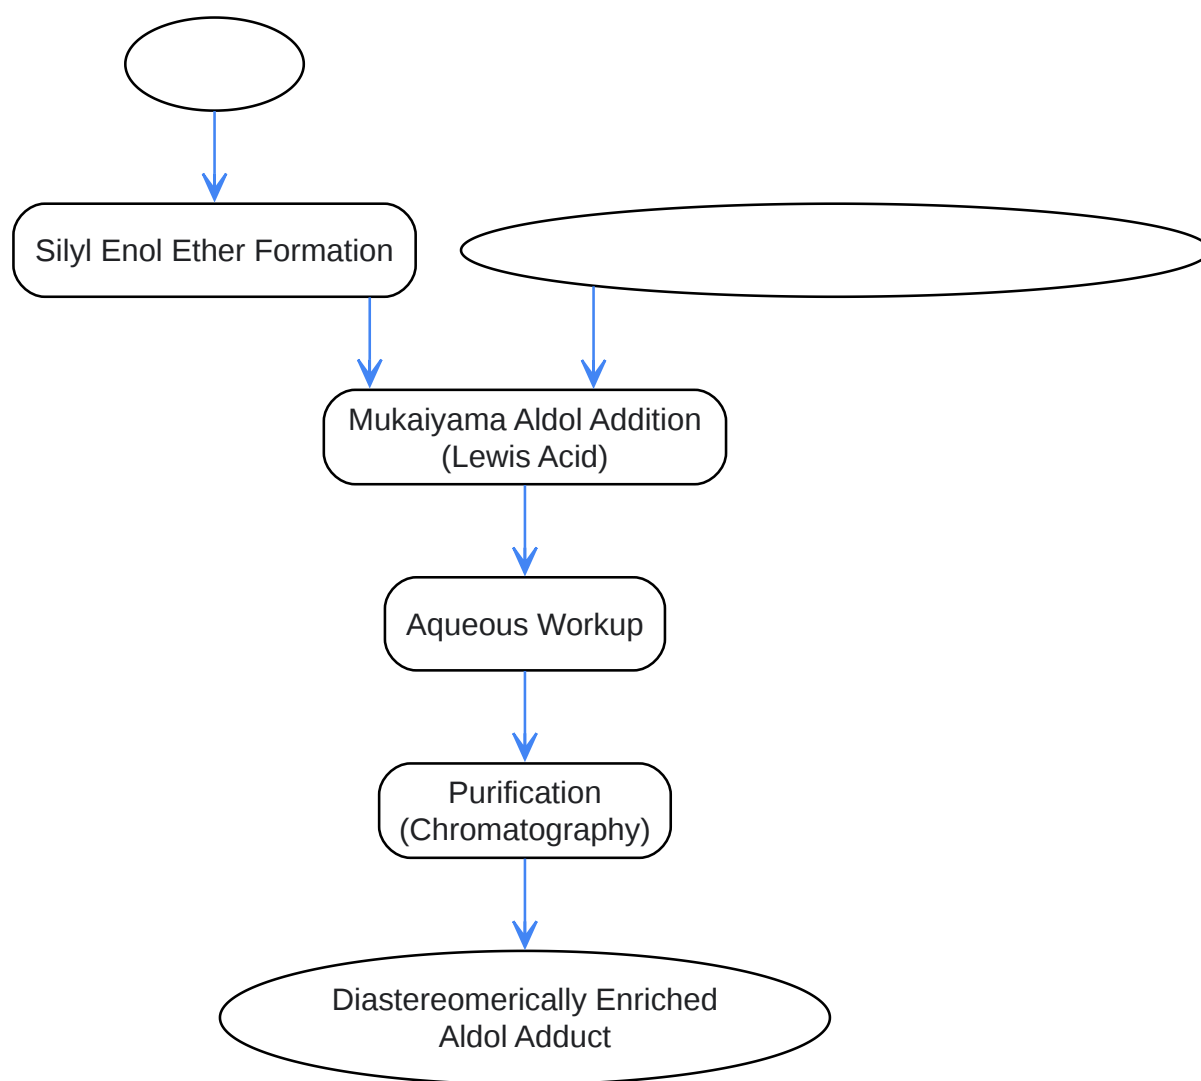 Silyl Enol Ether Formation
Mukaiyama Aldol Addition
(Lewis Acid)
Aqueous Workup
Purification
(Chromatography)
Diastereomerically Enriched
Aldol Adduct